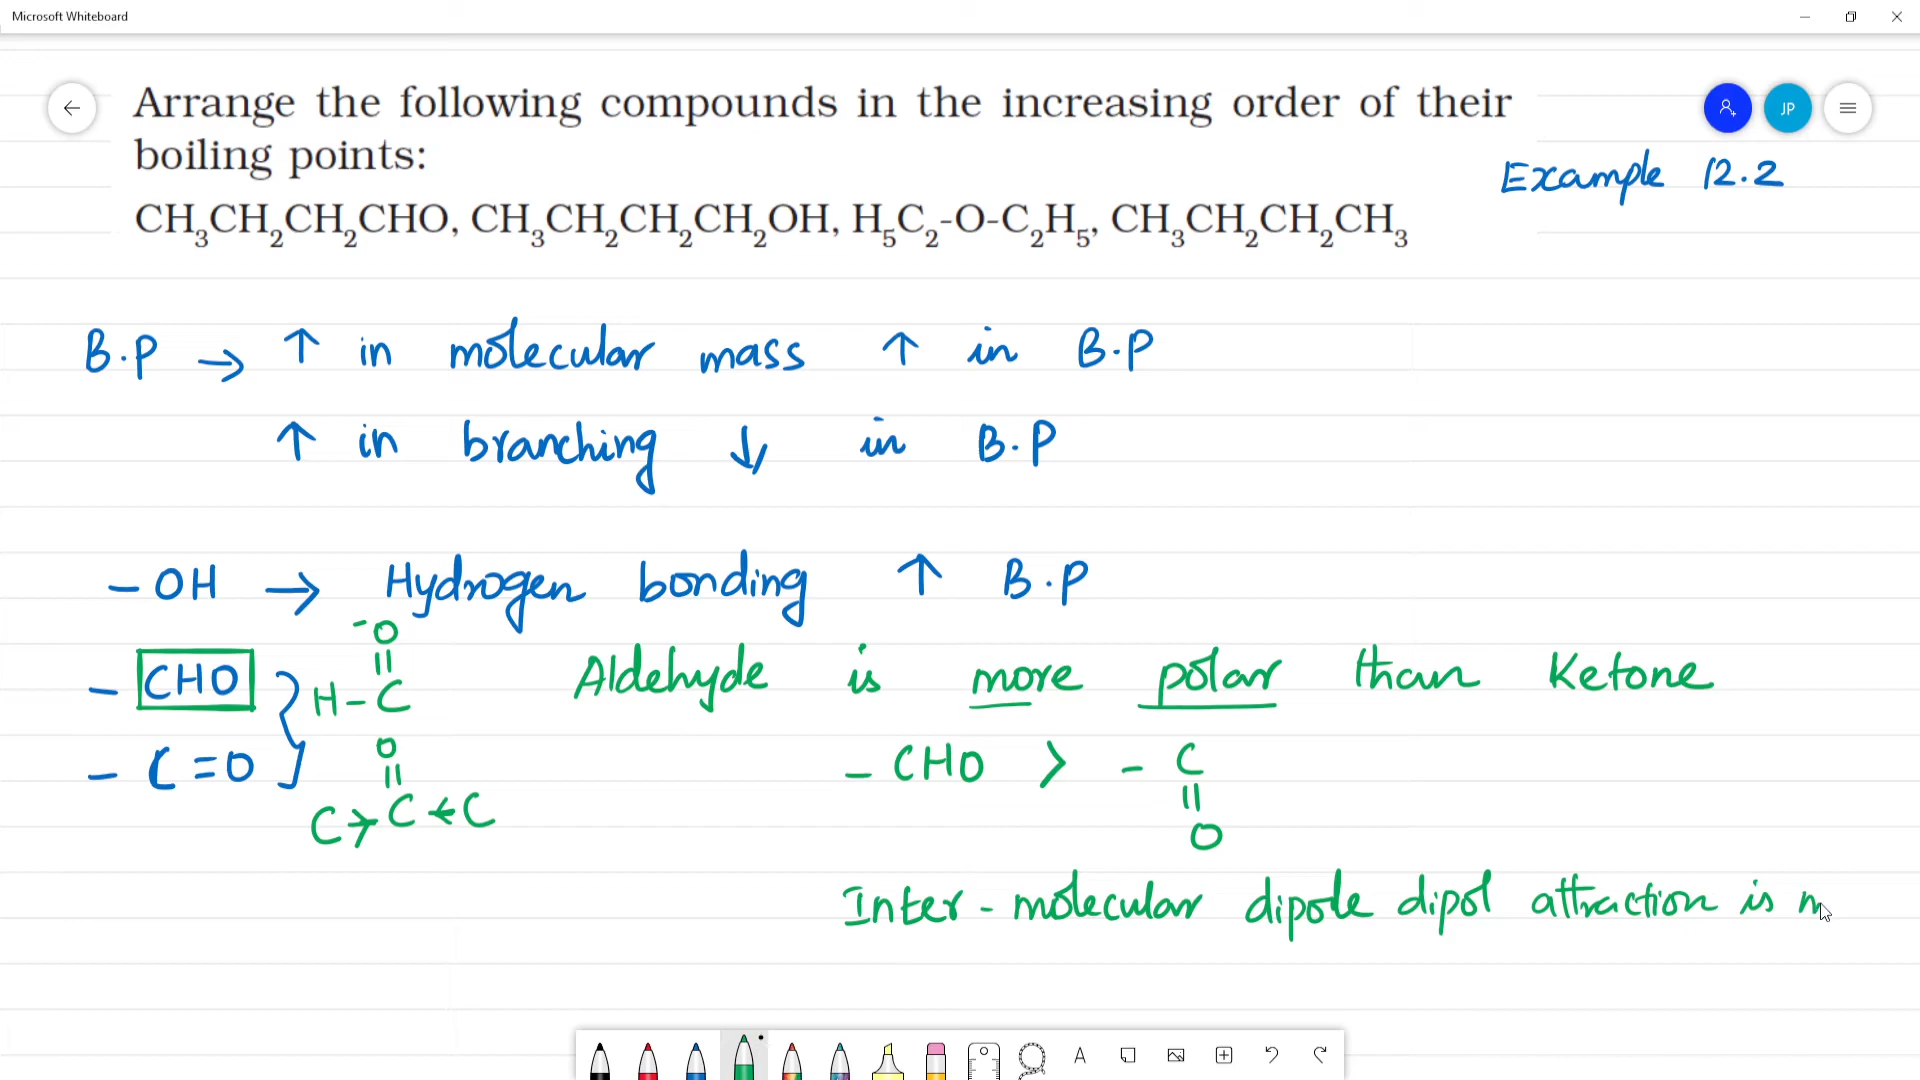 Microsoft Whiteboard
Arrange the following compounds in the increasing order of their
boiling points:
JP
Example 12.2
CH₃CH₂CH₂CHO, CH₃CH₂CH₂CH₂OH, H₅C₂-O-C₂H₅, CH₃CH₂CH₂CH₃
B.P → ↑ in molecular mass ↑ in B.P
↑ in branching ↓ in B.P
– OH → Hydrogen bonding ↑ B.P
⁻O
||
– CHO } H – C Aldehyde is more polar than Ketone
O
||
– C = O – CHO > – C
||
C → C ← C O
Inter - molecular dipole dipol attraction is m
A